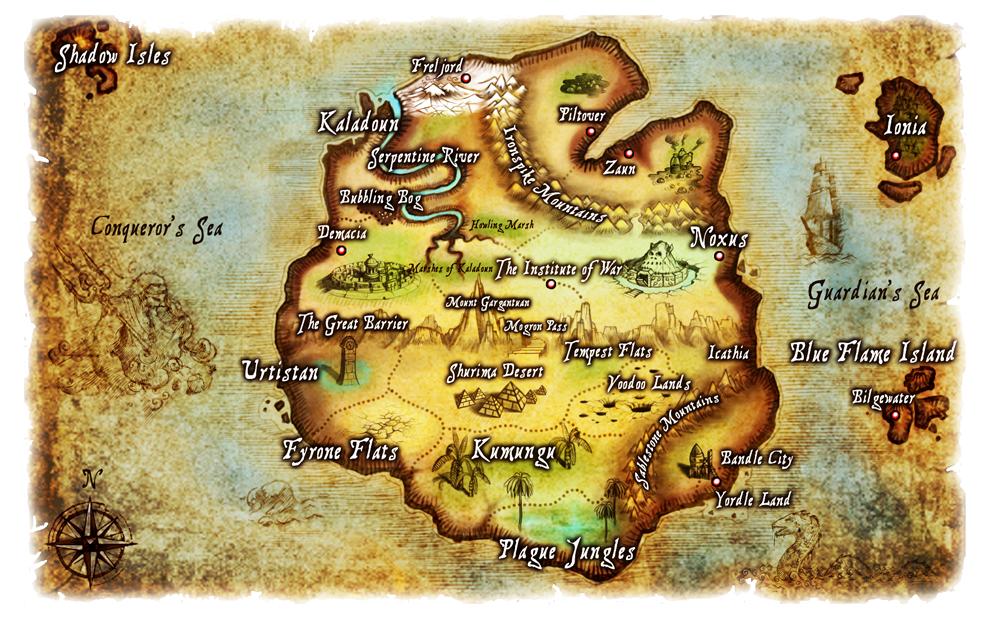 Shadow Isles
Freljord
Piltover
Kaladoun
Ionia
Serpentine River
Ironspike Mountains
Zaun
Bubbling Bog
Howling Marsh
Conqueror's Sea
Demacia
Noxus
Marshes of Kaladoun
The Institute of War
Guardian's Sea
Mount Gargantuan
The Great Barrier
Mogron Pass
Tempest Flats
Icathia
Blue Flame Island
Urtistan
Shurima Desert
Voodoo Lands
Bilgewater
Sablestone Mountains
Fyrone Flats
Kumungu
Bandle City
N
Yordle Land
Plague Jungles